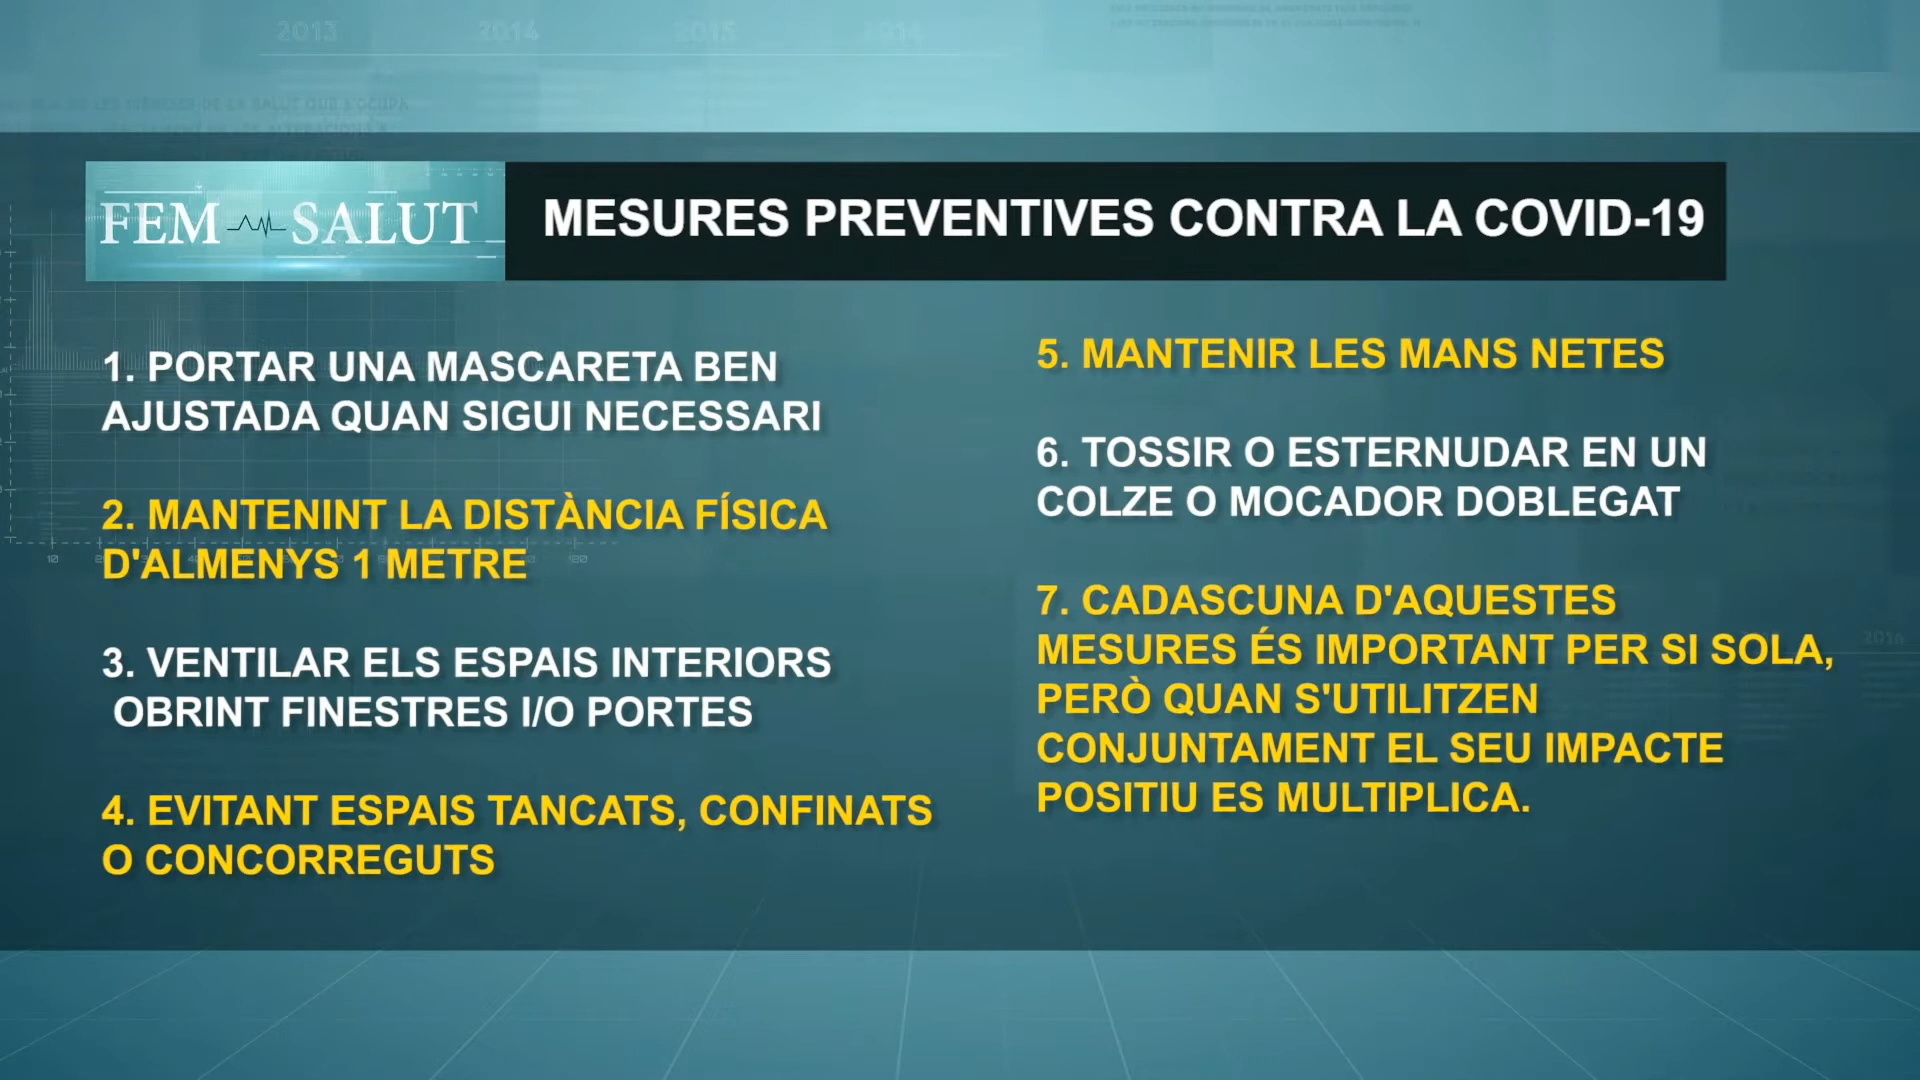 2013 2014 2015
FEM SALUT
MESURES PREVENTIVES CONTRA LA COVID-19
1. PORTAR UNA MASCARETA BEN
AJUSTADA QUAN SIGUI NECESSARI
2. MANTENINT LA DISTÀNCIA FÍSICA
D'ALMENYS 1 METRE
3. VENTILAR ELS ESPAIS INTERIORS
OBRINT FINESTRES I/O PORTES
4. EVITANT ESPAIS TANCATS, CONFINATS
O CONCORREGUTS
5. MANTENIR LES MANS NETES
6. TOSSIR O ESTERNUDAR EN UN
COLZE O MOCADOR DOBLEGAT
7. CADASCUNA D'AQUESTES
MESURES ÉS IMPORTANT PER SI SOLA,
PERÒ QUAN S'UTILITZEN
CONJUNTAMENT EL SEU IMPACTE
POSITIU ES MULTIPLICA.